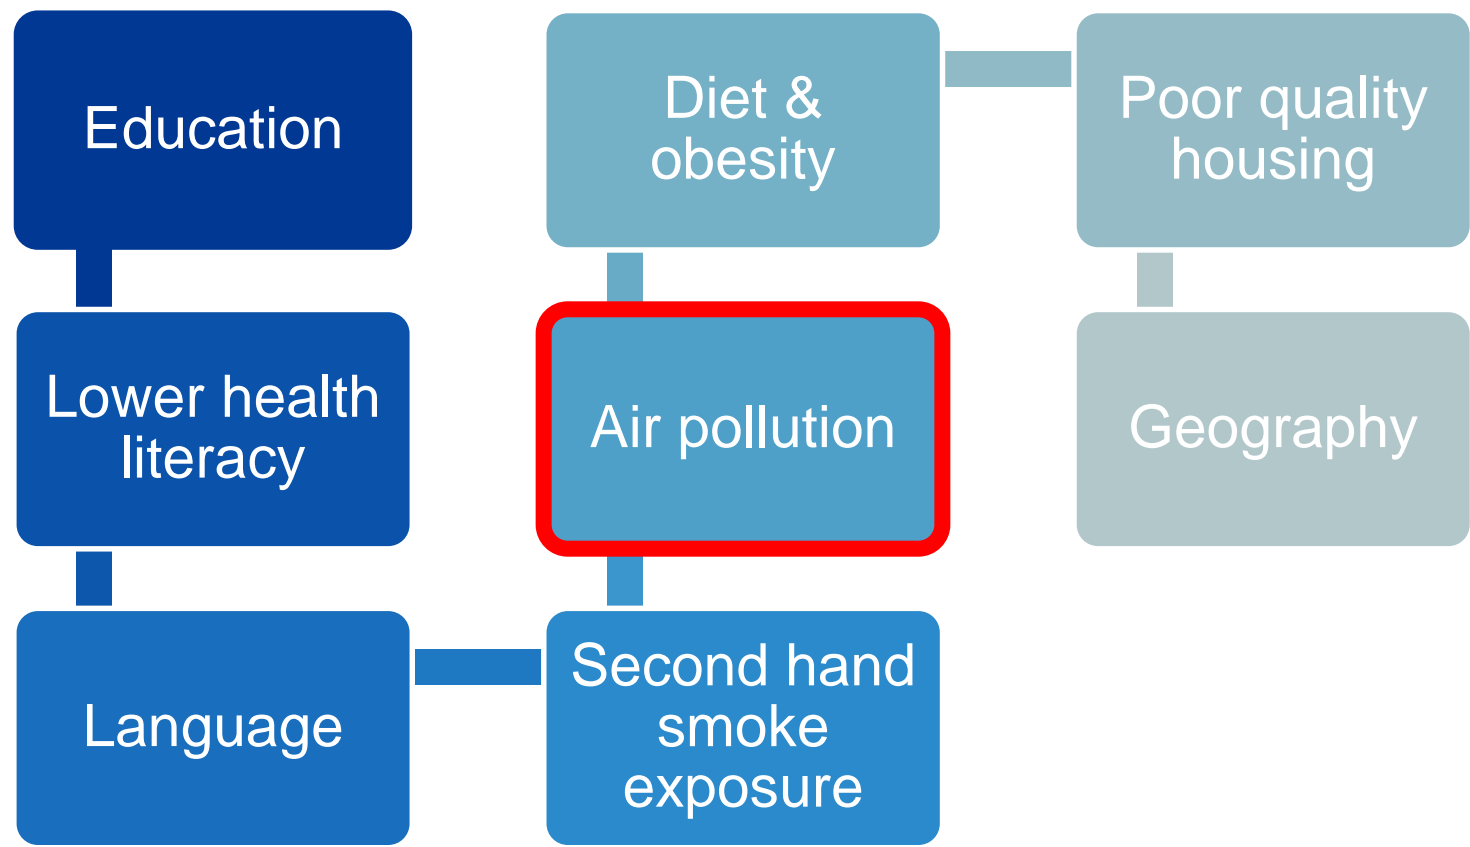 Education
Lower health
literacy
Language
Second hand
smoke
exposure
Air pollution
Diet &
obesity
Poor quality
housing
Geography